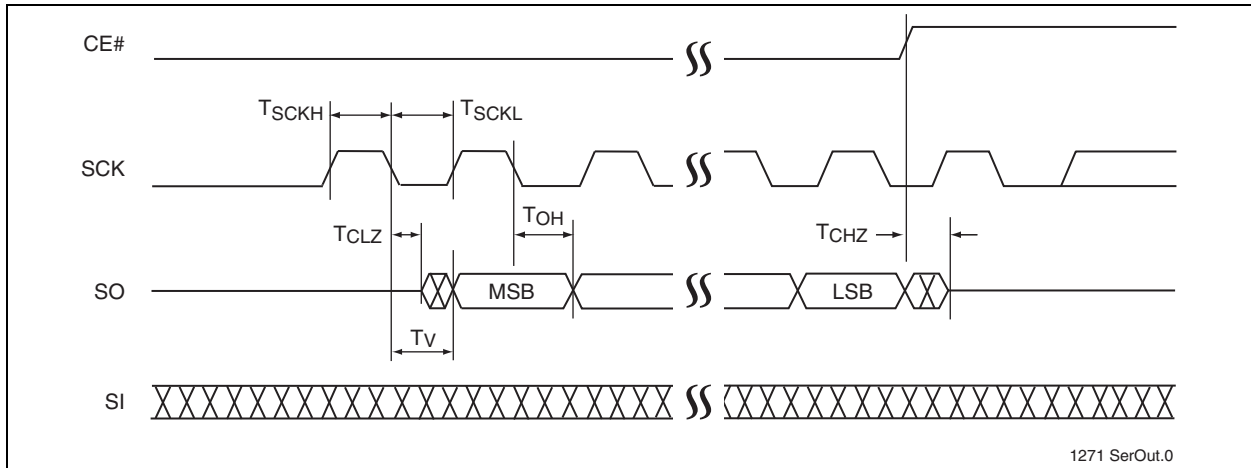 CE#
TSCKH TSCKL
SCK
TOH
TCLZ TCHZ
SO MSB LSB
TV
SI
1271 SerOut.0